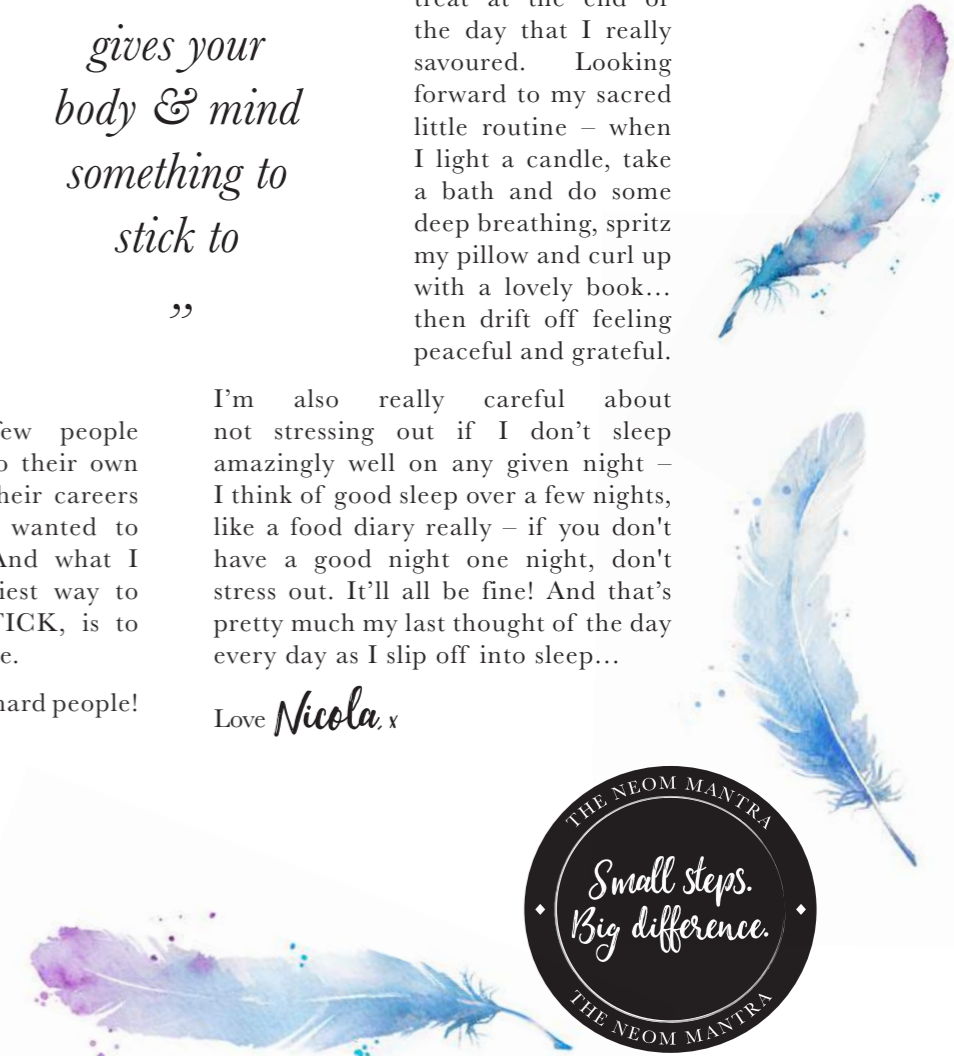 gives your
body & mind
something to
stick to
”
treat at the end of
the day that I really
savoured. Looking
forward to my sacred
little routine – when
I light a candle, take
a bath and do some
deep breathing, spritz
my pillow and curl up
with a lovely book…
then drift off feeling
peaceful and grateful.
few people
their own
their careers
wanted to
And what I
way to
is to
hard people!
I’m also really careful about
not stressing out if I don’t sleep
amazingly well on any given night –
I think of good sleep over a few nights,
like a food diary really – if you don't
have a good night one night, don't
stress out. It’ll all be fine! And that’s
pretty much my last thought of the day
every day as I slip off into sleep…
Love Nicola, x
THE NEOM MANTRA
Small steps.
Big difference.
THE NEOM MANTRA